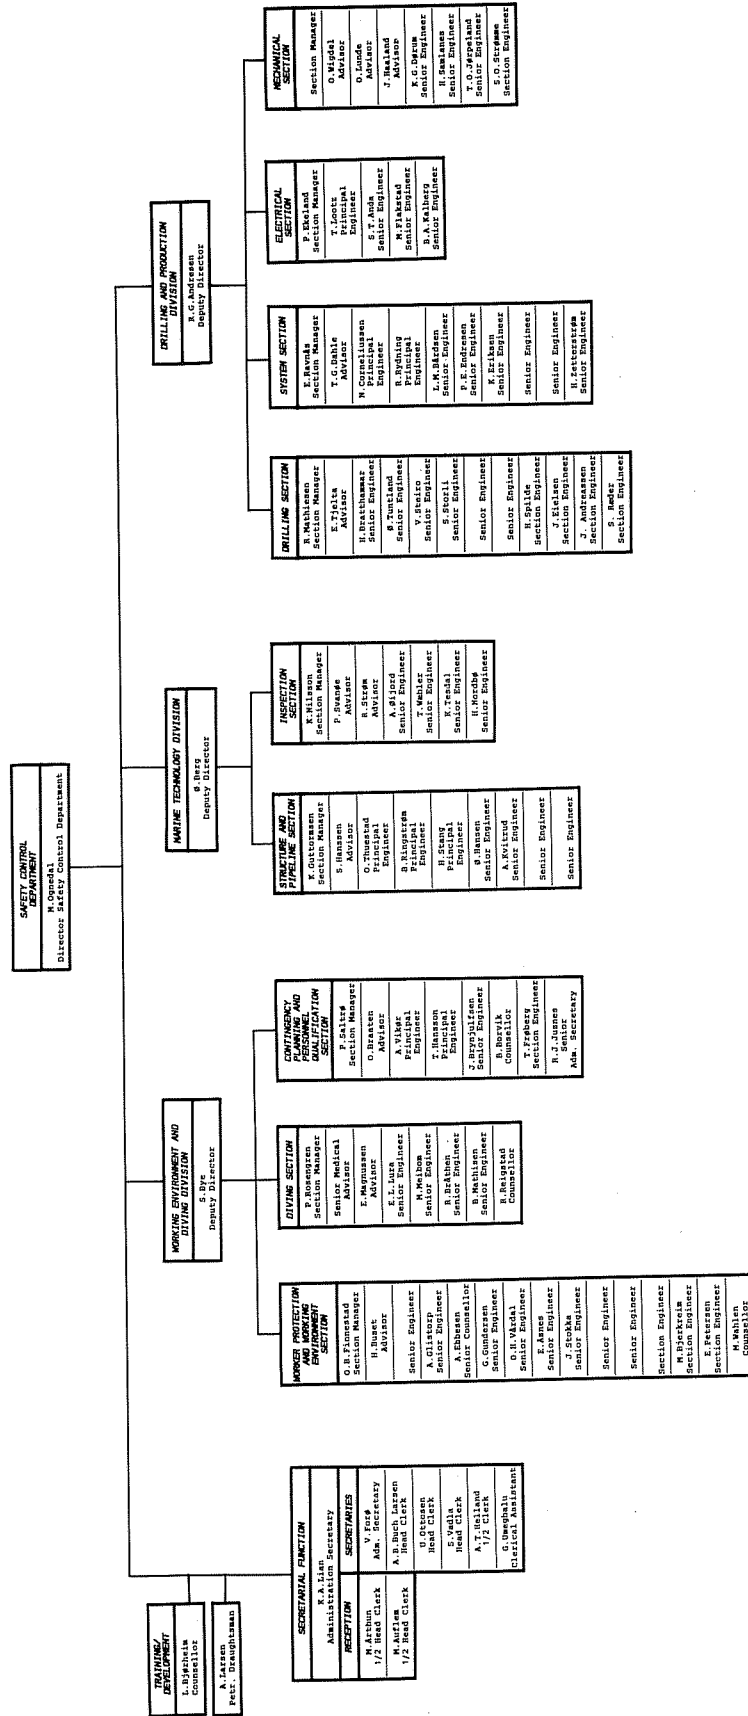 SAFETY CONTROL
DEPARTMENT
M.Ognedal
Director Safety Control Department
TRAINING/
DEVELOPMENT
L.Bjørheim
Counsellor
A.Larsen
Petr. Draughtsman
SECRETARIAL FUNCTION
K.A.Lian
Administration Secretary
RECEPTION
M.Arthun
1/2 Head Clerk
M.Auflem
1/2 Head Clerk
SECRETARIES
V.Forø
Adm. Secretary
A.B.Buch Larsen
Head Clerk
U.Ottosen
Head Clerk
S.Vadla
Head Clerk
A.T.Helland
1/2 Clerk
G.Umeghalu
Clerical Assistant
WORKING ENVIRONMENT AND
DIVING DIVISION
S.Bye
Deputy Director
WORKER PROTECTION
AND WORKING
ENVIRONMENT
SECTION
O.B.Finnestad
Section Manager
H.Buset
Advisor
Senior Engineer
A.Glistorp
Senior Engineer
A.Ebbesen
Senior Counsellor
G.Gundersen
Senior Engineer
O.H.Vårdal
Senior Engineer
E.Asnes
Senior Engineer
J.Stokka
Senior Engineer
Senior Engineer
Senior Engineer
Section Engineer
M.Bjerkreim
Section Engineer
E.Petersen
Section Engineer
M.Wahlen
Counsellor
DIVING SECTION
P.Rosengren
Section Manager
Senior Medical
Advisor
E.Magnussen
Advisor
E.L.Lura
Senior Engineer
M.Meibom
Senior Engineer
R.Bråthen
Senior Engineer
B.Mathisen
Senior Engineer
R.Reigstad
Counsellor
CONTINGENCY
PLANNING AND
PERSONNEL
QUALIFICATION
SECTION
P.Saltrø
Section Manager
O.Braaten
Advisor
A.Vikør
Principal
Engineer
T.Hansson
Principal
Engineer
J.Brynjulfsen
Senior Engineer
B.Borvik
Counsellor
T.Frøberg
Section Engineer
R.J.Jusnes
Senior
Adm. Secretary
MARINE TECHNOLOGY DIVISION
Ø.Berg
Deputy Director
STRUCTURE AND
PIPELINE SECTION
K.Guttormsen
Section Manager
S.Hanssen
Advisor
O.Thuestad
Principal
Engineer
B.Ringstrøm
Principal
Engineer
H.Stang
Principal
Engineer
Ø.Hansen
Senior Engineer
A.Kvitrud
Senior Engineer
Senior Engineer
Senior Engineer
INSPECTION
SECTION
K.Nilsson
Section Manager
P.Svanøe
Advisor
R.Strøm
Advisor
A.Øijord
Senior Engineer
T.Wæhler
Senior Engineer
K.Tesdal
Senior Engineer
H.Nordbø
Senior Engineer
DRILLING AND PRODUCTION
DIVISION
R.G.Andresen
Deputy Director
DRILLING SECTION
R.Mathiesen
Section Manager
E.Tjelta
Advisor
H.Bratthammar
Senior Engineer
Ø.Tuntland
Senior Engineer
V.Steiro
Senior Engineer
S.Storli
Senior Engineer
Senior Engineer
Senior Engineer
H.Spilde
Section Engineer
J.Eielsen
Section Engineer
J. Andreassen
Section Engineer
S. Ræder
Section Engineer
SYSTEM SECTION
E.Ravnås
Section Manager
T.G.Dahle
Advisor
N.Corneliussen
Principal
Engineer
R.Rydning
Principal
Engineer
L.M.Bårdsen
Senior Engineer
P.E.Endresen
Senior Engineer
K.Eriksen
Senior Engineer
Senior Engineer
Senior Engineer
H.Zetterstrøm
Senior Engineer
ELECTRICAL
SECTION
P.Ekeland
Section Manager
T.Lootz
Principal
Engineer
S.T.Anda
Senior Engineer
M.Flakstad
Senior Engineer
B.A.Kalberg
Senior Engineer
MECHANICAL
SECTION
Section Manager
O.Wigdel
Advisor
O.Lunde
Advisor
J.Haaland
Advisor
K.G.Dørum
Senior Engineer
H.Samlanes
Senior Engineer
T.O.Jørpeland
Senior Engineer
S.O.Strømme
Section Engineer